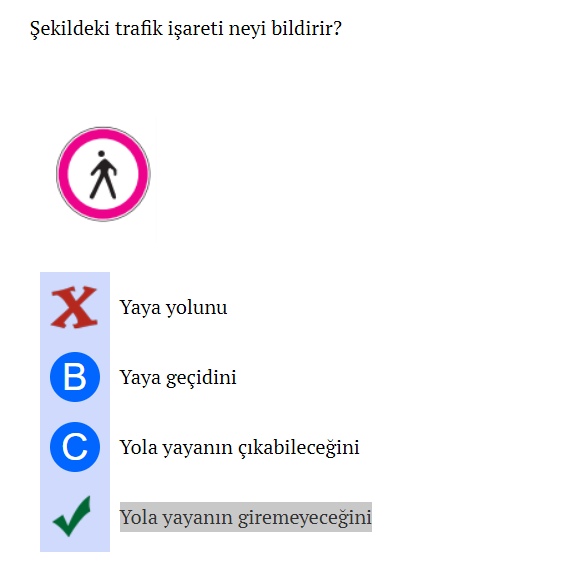 Şekildeki trafik işareti neyi bildirir?
Yaya yolunu
B Yaya geçidini
C Yola yayanın çıkabileceğini
Yola yayanın giremeyeceğini